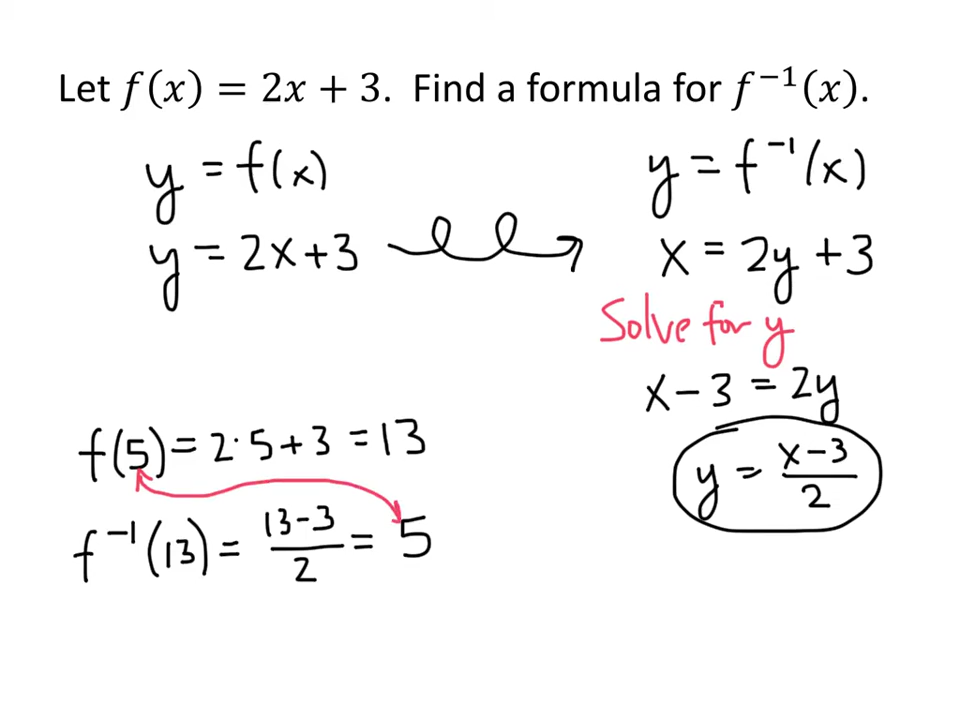 Let f(x) = 2x + 3. Find a formula for f⁻¹(x).
y = f(x)
y = 2x+3
y = f⁻¹(x)
x = 2y+3
Solve for y
x-3 = 2y
y = (x-3)/2
f(5) = 2·5+3 = 13
f⁻¹(13) = (13-3)/2 = 5